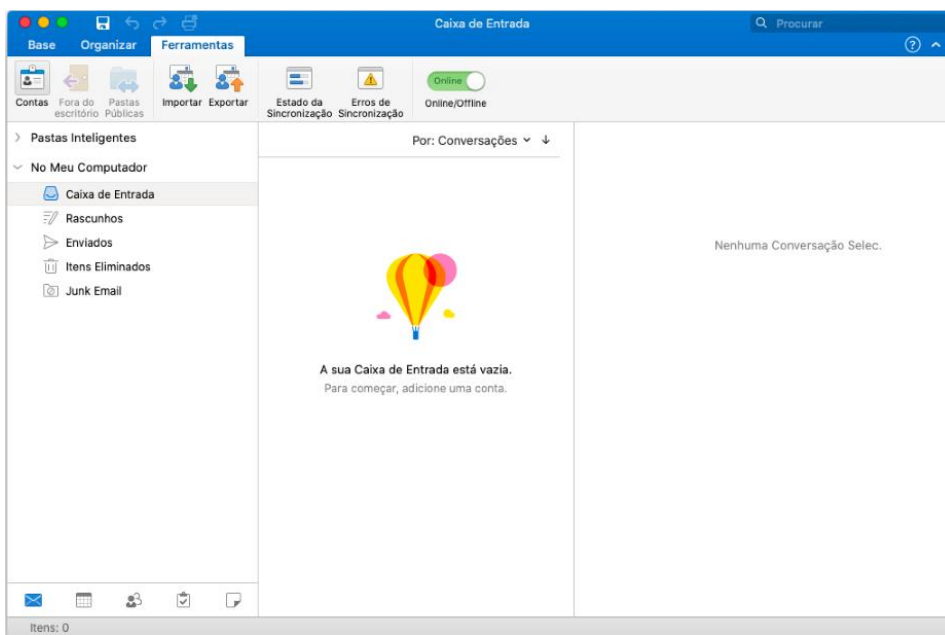 Caixa de Entrada
Procurar
Base Organizar Ferramentas
?
Contas
Fora do
escritório
Pastas
Públicas
Importar
Exportar
Estado da
Sincronização
Erros de
Sincronização
Online
Online/Offline
Pastas Inteligentes
No Meu Computador
Caixa de Entrada
Rascunhos
Enviados
Itens Eliminados
Junk Email
Por: Conversações
A sua Caixa de Entrada está vazia.
Para começar, adicione uma conta.
Nenhuma Conversação Selec.
Itens: 0